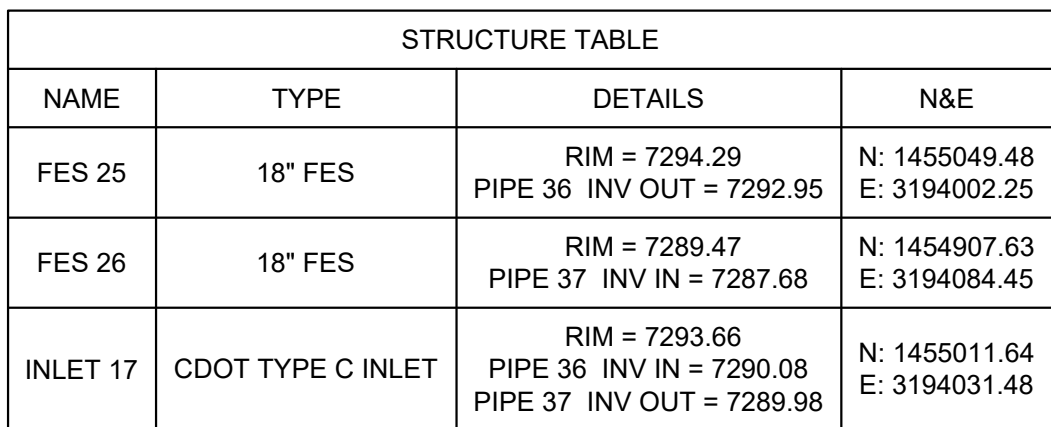 STRUCTURE TABLE
NAME TYPE DETAILS N&E
FES 25 18" FES RIM = 7294.29 N: 1455049.48
PIPE 36 INV OUT = 7292.95 E: 3194002.25
FES 26 18" FES RIM = 7289.47 N: 1454907.63
PIPE 37 INV IN = 7287.68 E: 3194084.45
INLET 17 CDOT TYPE C INLET RIM = 7293.66 N: 1455011.64
PIPE 36 INV IN = 7290.08 E: 3194031.48
PIPE 37 INV OUT = 7289.98